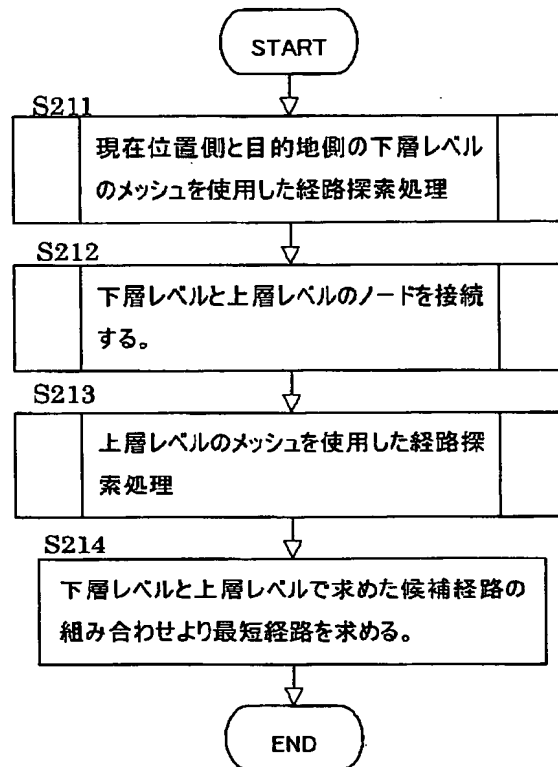 START
S211
現在位置側と目的地側の下層レベル
のメッシュを使用した経路探索処理
S212
下層レベルと上層レベルのノードを接続
する。
S213
上層レベルのメッシュを使用した経路探
索処理
S214
下層レベルと上層レベルで求めた候補経路の
組み合わせより最短経路を求める。
END